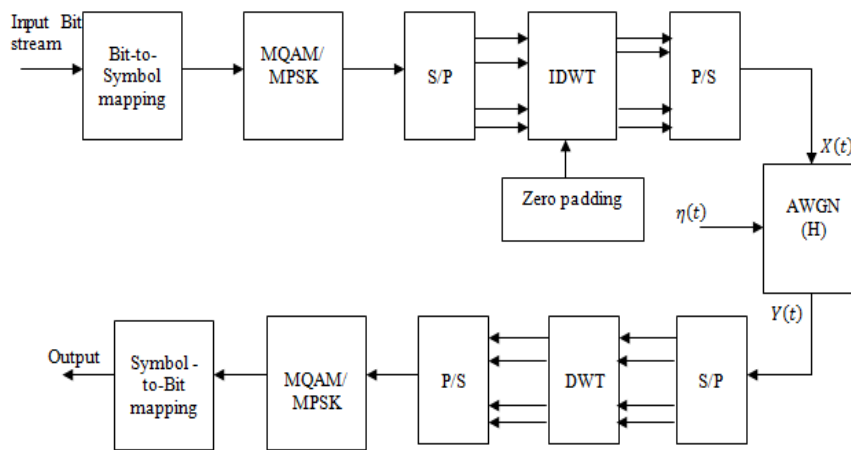 Input Bit
stream
Bit-to-
Symbol
mapping
MQAM/
MPSK
S/P
IDWT
P/S
X(t)
Zero padding
η(t)
AWGN
(H)
Y(t)
Output
Symbol -
to-Bit
mapping
MQAM/
MPSK
P/S
DWT
S/P